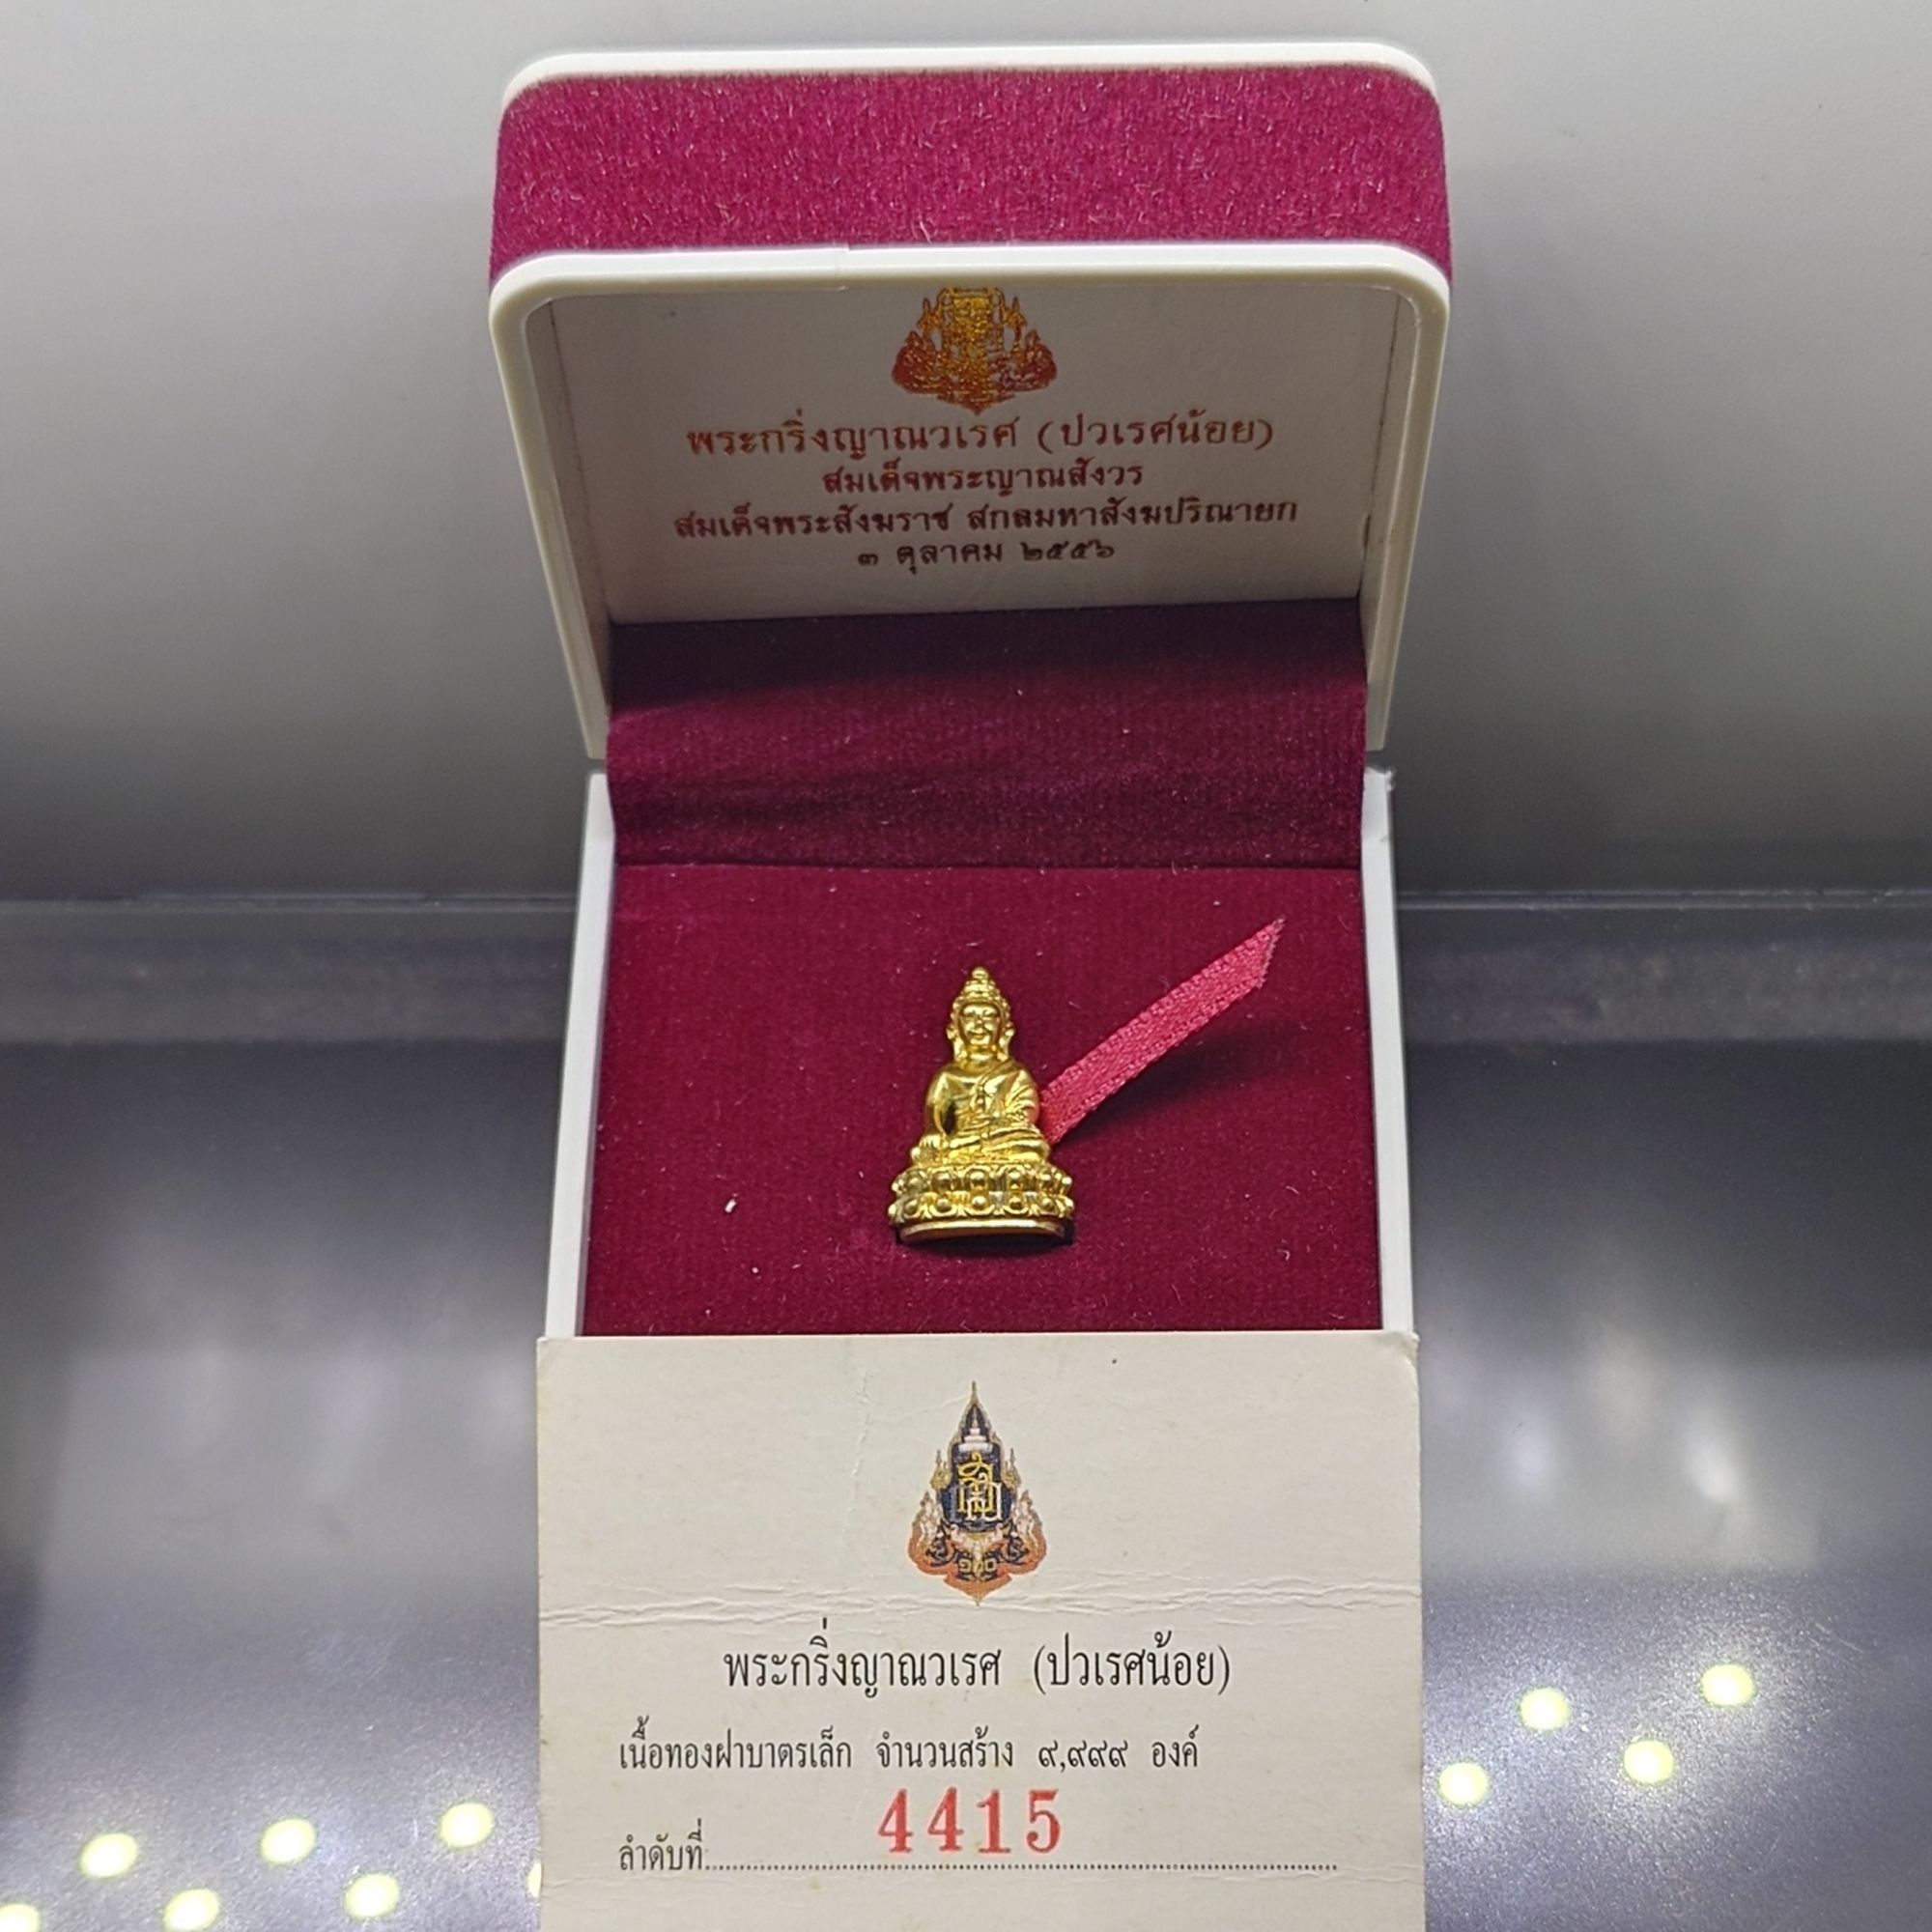 พระกริ่งญาณวเรศ (ปวเรศน้อย)
สมเด็จพระญาณสังวร
สมเด็จพระสังฆราช สกลมหาสังฆปริณายก
๓ ตุลาคม ๒๕๕๖
พระกริ่งญาณวเรศ (ปวเรศน้อย)
เนื้อทองฝาบาตรเล็ก จำนวนสร้าง ๙,๙๙๙ องค์
ลำดับที่ 4415